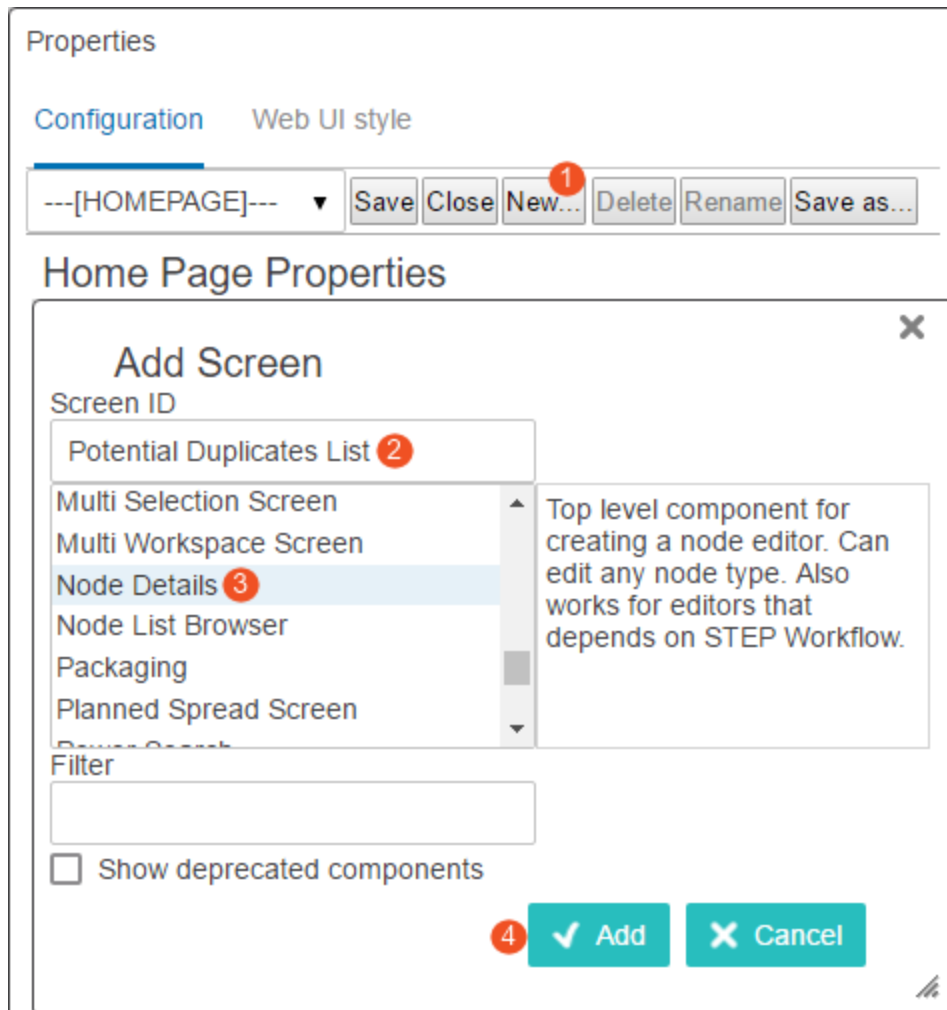 Properties
Configuration Web UI style
---[HOMEPAGE]--- Save Close New... 1 Delete Rename Save as...
Home Page Properties
Add Screen
Screen ID
Potential Duplicates List 2
Multi Selection Screen
Multi Workspace Screen
Node Details 3
Node List Browser
Packaging
Planned Spread Screen
Top level component for
creating a node editor. Can
edit any node type. Also
works for editors that
depends on STEP Workflow.
Filter
Show deprecated components
4 Add Cancel